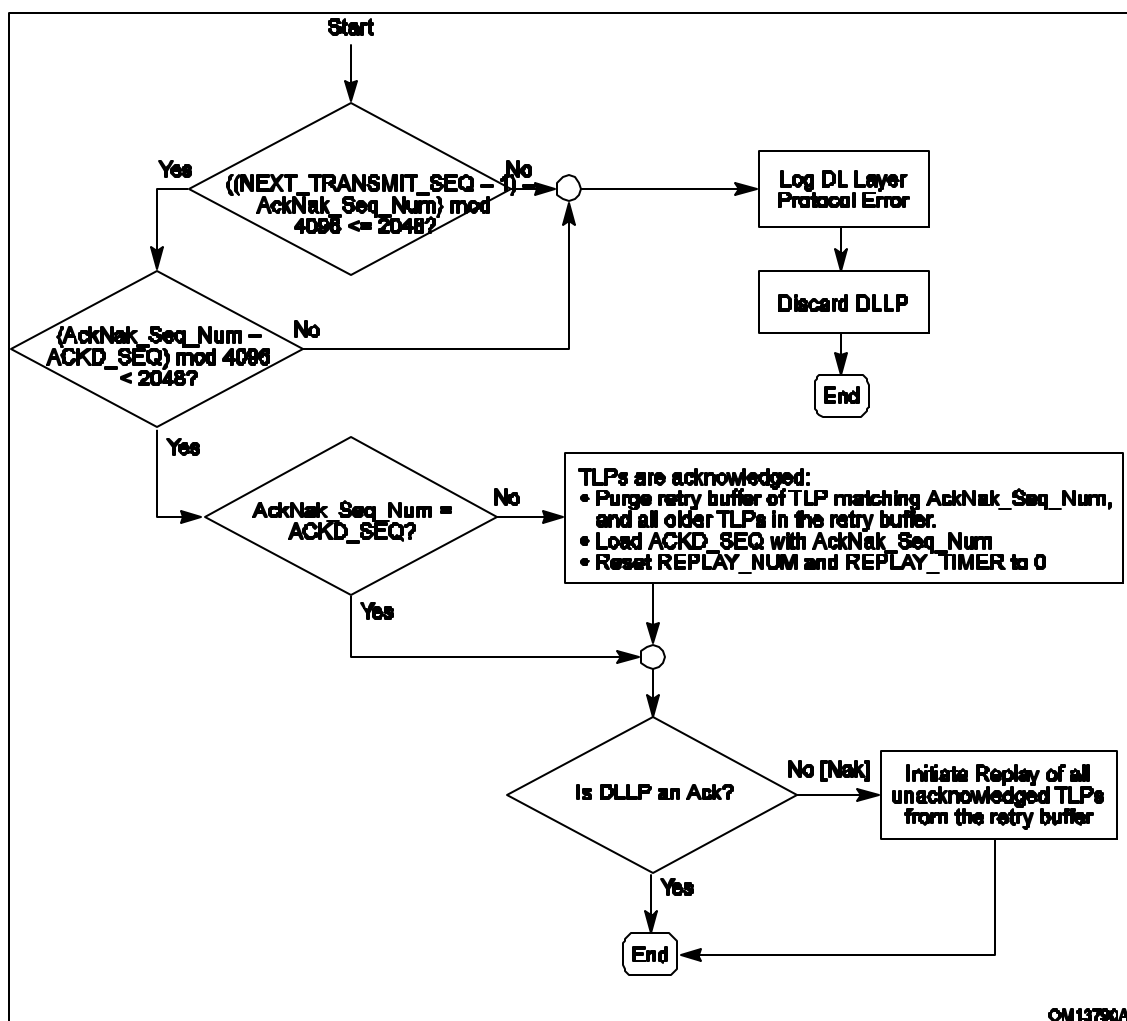 Start
Yes
No
((NEXT_TRANSMIT_SEQ – 1) –
AckNak_Seq_Num) mod
4096 <= 2048?
Log DL Layer
Protocol Error
Discard DLLP
End
(AckNak_Seq_Num –
ACKD_SEQ) mod 4096
< 2048?
No
Yes
AckNak_Seq_Num =
ACKD_SEQ?
No
Yes
TLPs are acknowledged:
• Purge retry buffer of TLP matching AckNak_Seq_Num,
and all older TLPs in the retry buffer.
• Load ACKD_SEQ with AckNak_Seq_Num
• Reset REPLAY_NUM and REPLAY_TIMER to 0
Is DLLP an Ack?
No [Nak]
Initiate Replay of all
unacknowledged TLPs
from the retry buffer
Yes
End
OM13790A